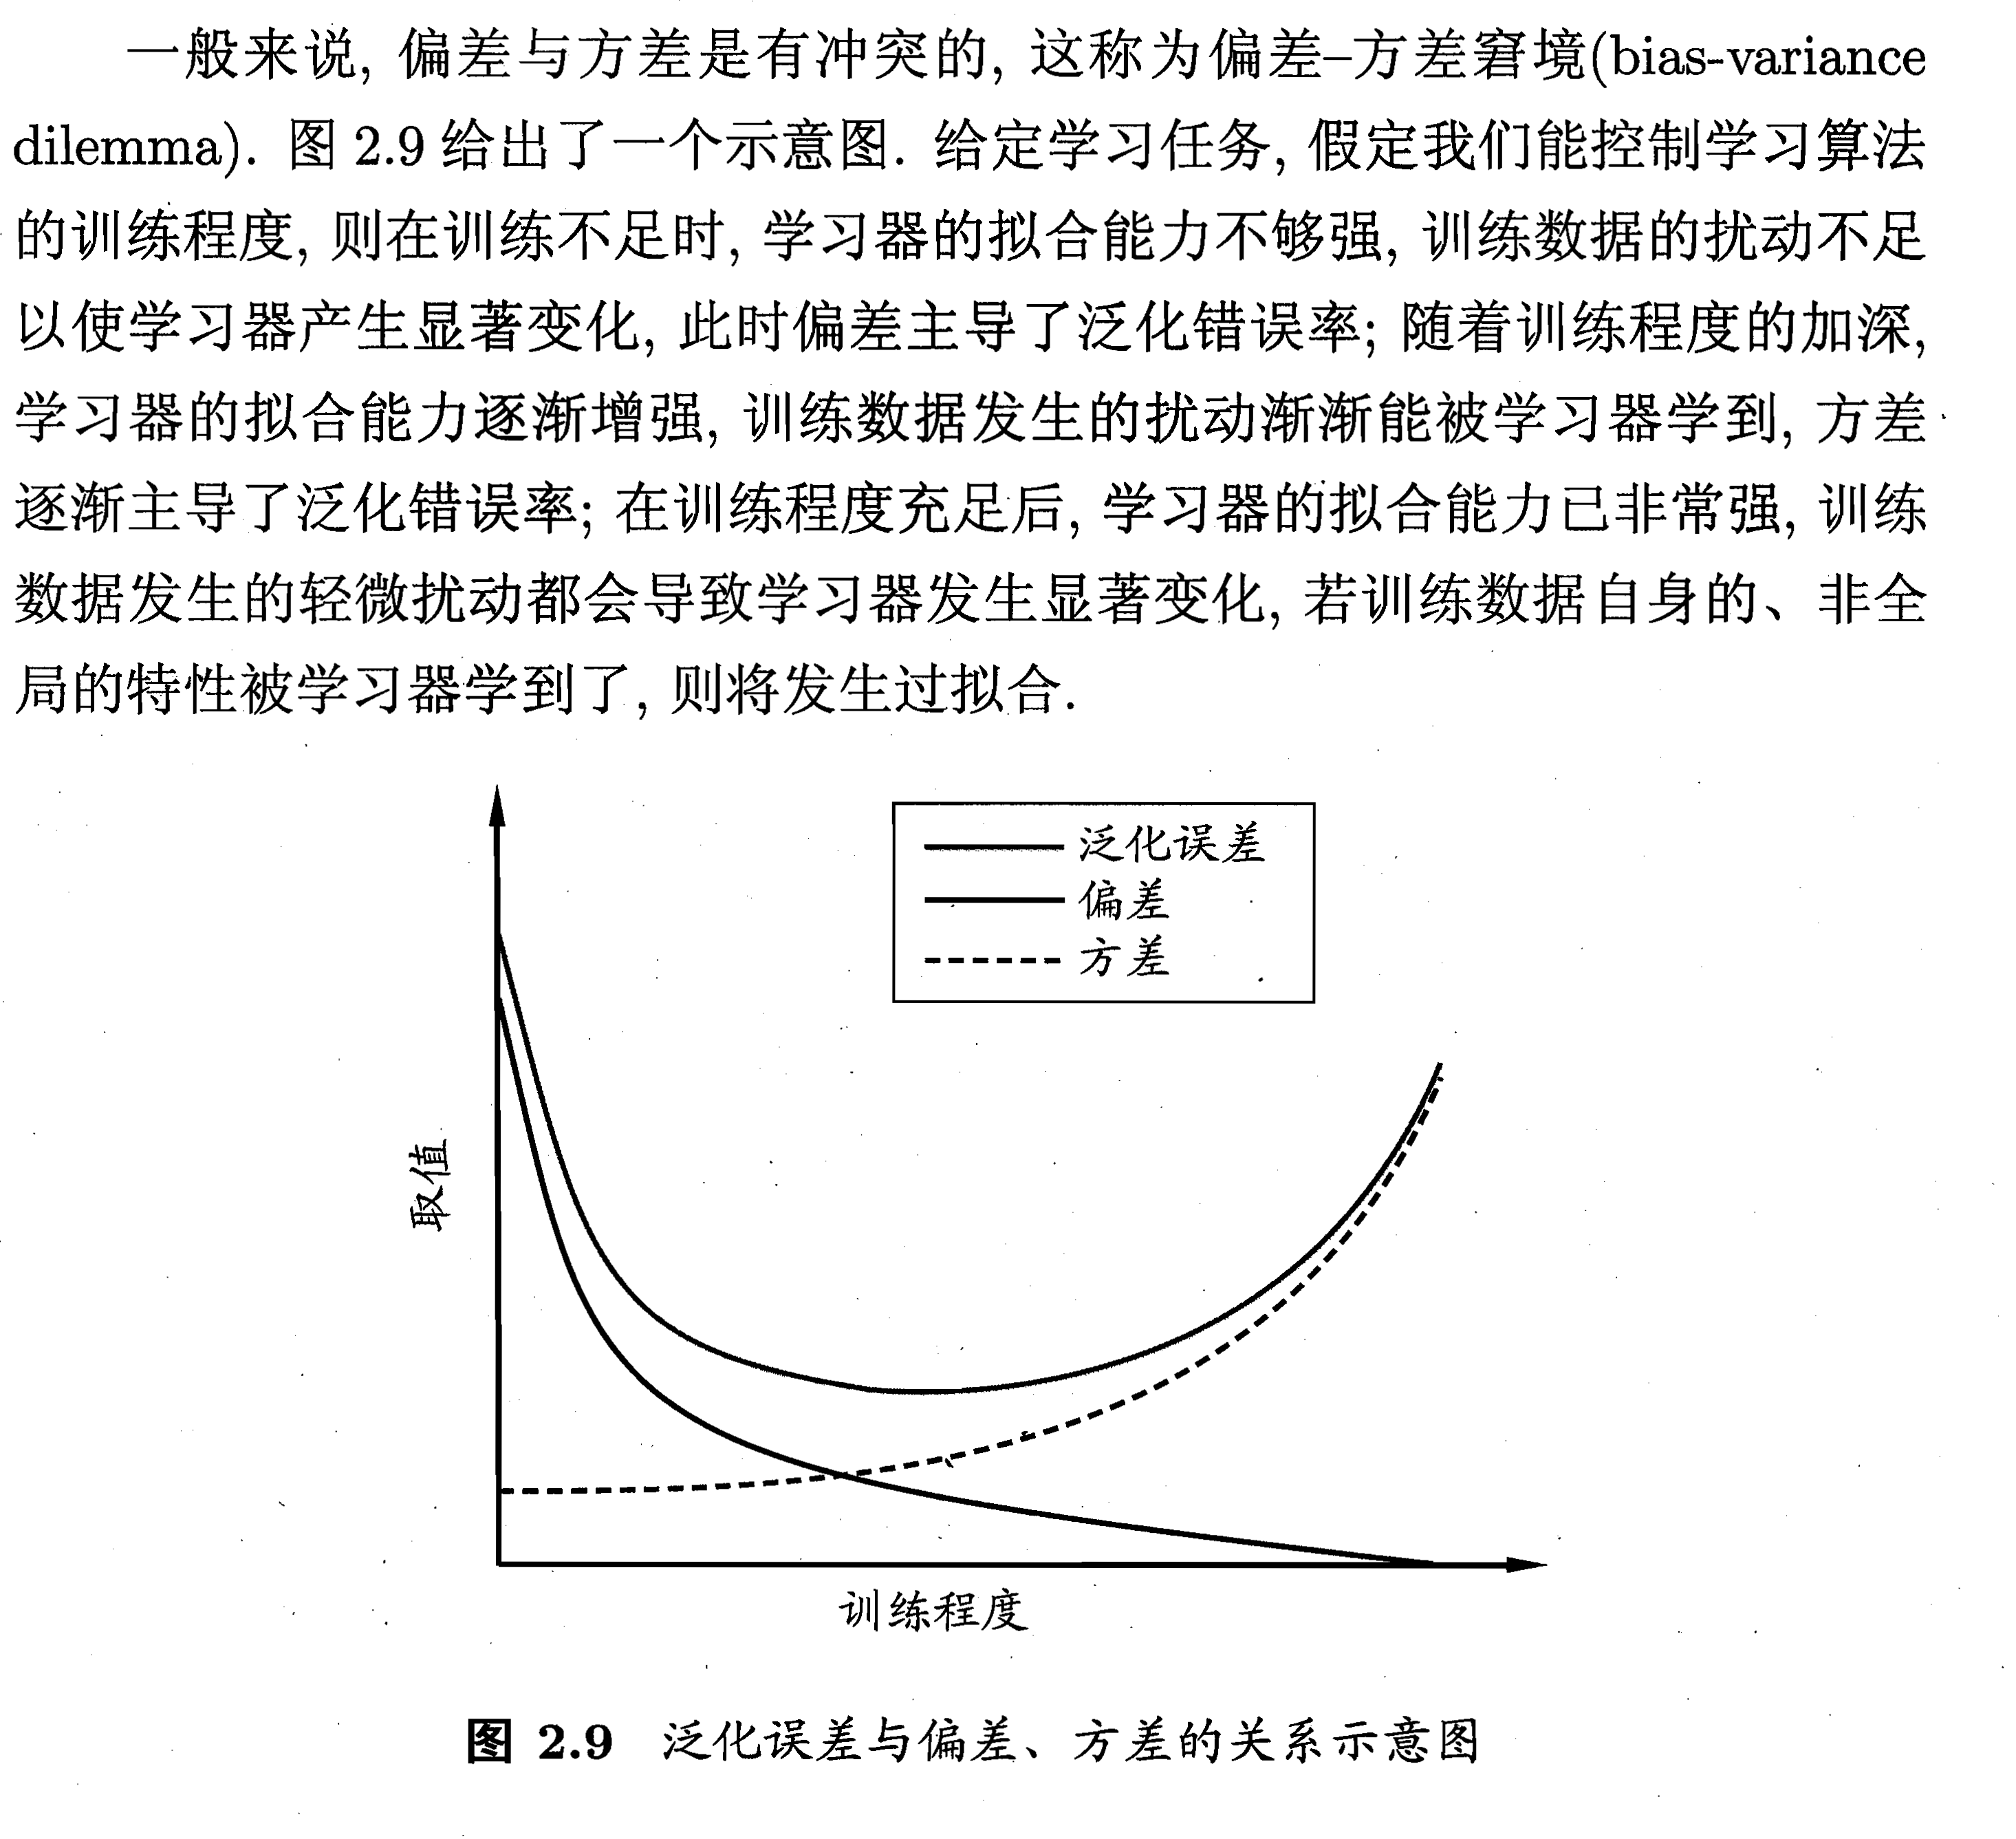 一般来说, 偏差与方差是有冲突的, 这称为偏差–方差窘境(bias-variance
dilemma). 图 2.9 给出了一个示意图. 给定学习任务, 假定我们能控制学习算法
的训练程度, 则在训练不足时, 学习器的拟合能力不够强, 训练数据的扰动不足
以使学习器产生显著变化, 此时偏差主导了泛化错误率; 随着训练程度的加深,
学习器的拟合能力逐渐增强, 训练数据发生的扰动渐渐能被学习器学到, 方差
逐渐主导了泛化错误率; 在训练程度充足后, 学习器的拟合能力已非常强, 训练
数据发生的轻微扰动都会导致学习器发生显著变化, 若训练数据自身的、非全
局的特性被学习器学到了, 则将发生过拟合.
泛化误差
偏差
方差
取值
训练程度
图 2.9 泛化误差与偏差、方差的关系示意图